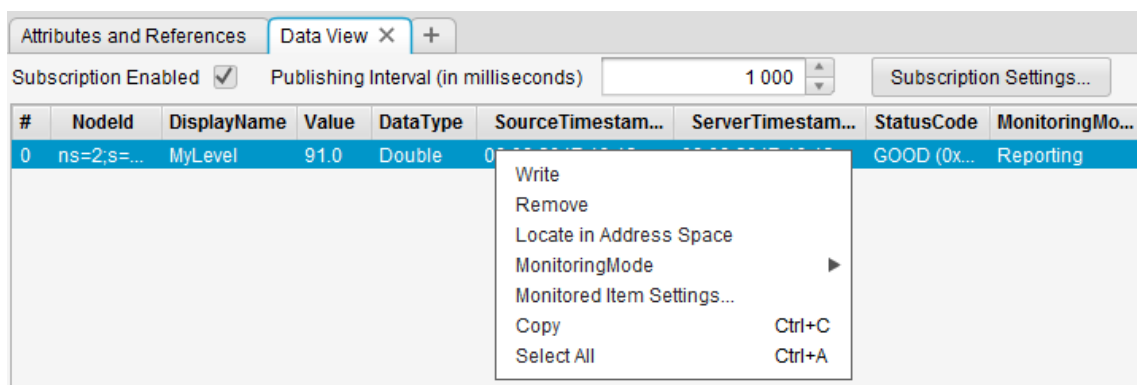 Attributes and References Data View × +
Subscription Enabled Publishing Interval (in milliseconds) 1 000 Subscription Settings...
# NodeId DisplayName Value DataType SourceTimestam... ServerTimestam... StatusCode MonitoringMo...
0 ns=2;s=... MyLevel 91.0 Double GOOD (0x... Reporting
Write
Remove
Locate in Address Space
MonitoringMode
Monitored Item Settings...
Copy Ctrl+C
Select All Ctrl+A